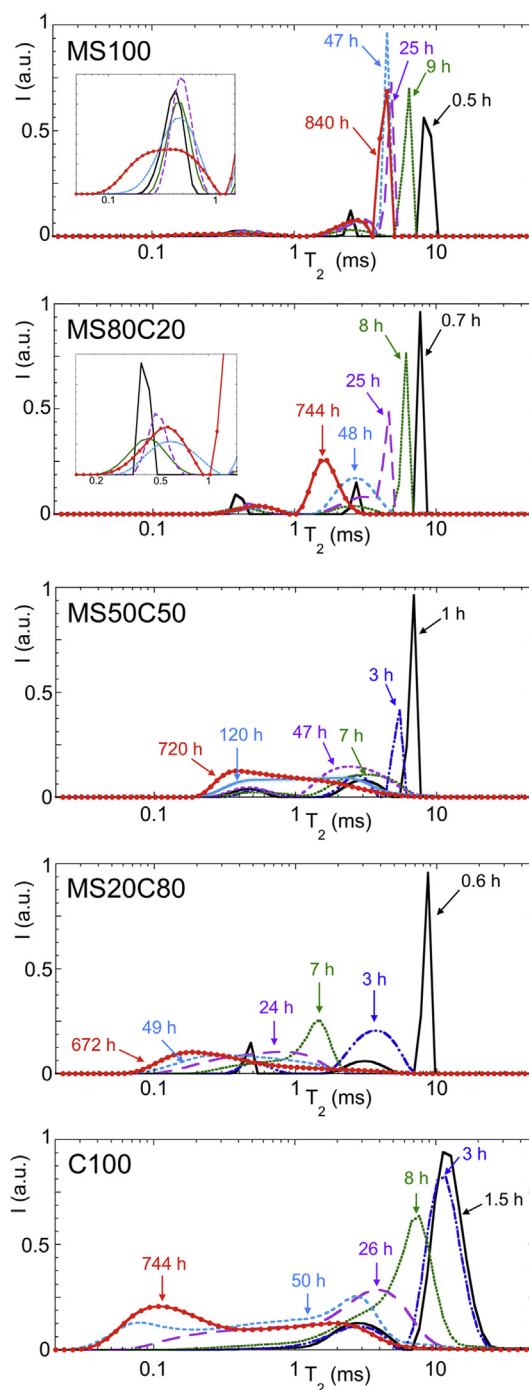 MS100
I (a.u.)
1
0.5
0
47 h
25 h
9 h
840 h
0.5 h
0.1
1
0.1
1
10
T2 (ms)
MS80C20
I (a.u.)
1
0.5
0
8 h
0.7 h
25 h
744 h
48 h
0.2
0.5
1
0.1
1
10
T2 (ms)
MS50C50
I (a.u.)
1
0.5
0
1 h
3 h
720 h
120 h
47 h
7 h
0.1
1
10
T2 (ms)
MS20C80
I (a.u.)
1
0.5
0
0.6 h
7 h
3 h
24 h
49 h
672 h
0.1
1
10
T2 (ms)
C100
I (a.u.)
1
0.5
0
3 h
8 h
1.5 h
26 h
50 h
744 h
0.1
1
10
T2 (ms)